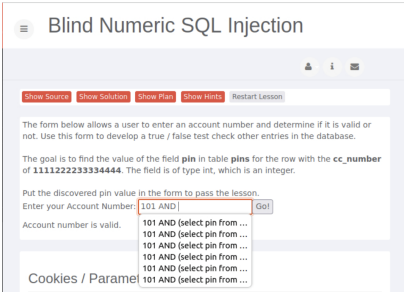 Blind Numeric SQL Injection
Show Source Show Solution Show Plan Show Hints Restart Lesson
The form below allows a user to enter an account number and determine if it is valid or
not. Use this form to develop a true / false test check other entries in the database.
The goal is to find the value of the field pin in table pins for the row with the cc_number
of 1111222233334444. The field is of type int, which is an integer.
Put the discovered pin value in the form to pass the lesson.
Enter your Account Number: 101 AND Go!
Account number is valid.
101 AND (select pin from ...
101 AND (select pin from ...
101 AND (select pin from ...
101 AND (select pin from ...
101 AND (select pin from ...
101 AND (select pin from ...
Cookies / Paramet